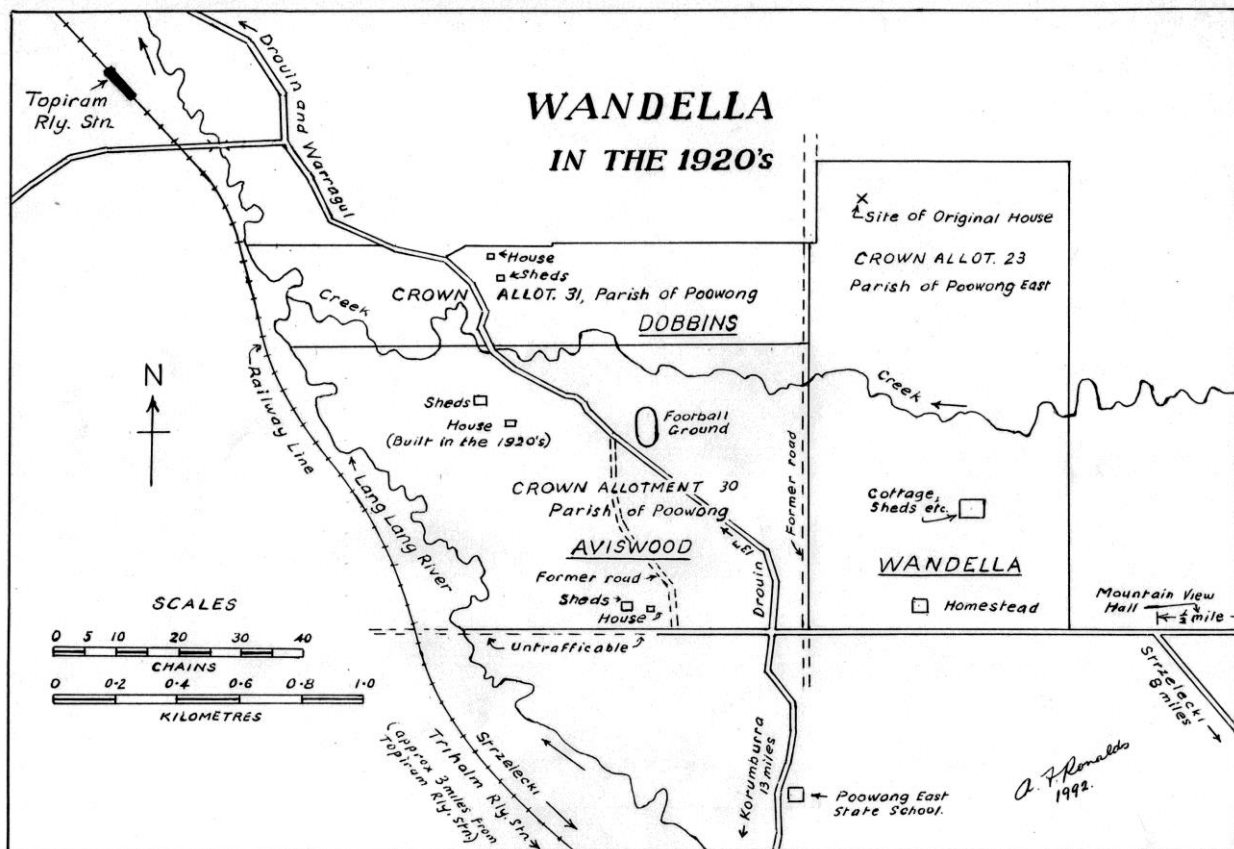 WANDELLA
IN THE 1920's
Drouin and Warragul
Topiram
Rly. Stn.
Site of Original House
CROWN ALLOT. 23
Parish of Poowong East
House
Sheds
CROWN ALLOT. 31, Parish of Poowong
DOBBINS
Creek
Creek
N
Railway Line
Sheds
House
(Built in the 1920's)
Football
Ground
Former road
CROWN ALLOTMENT 30
Parish of Poowong
AVISWOOD
Lang Lang River
Cottage,
Sheds etc.
WANDELLA
Homestead
Former road
Sheds
House
Drouin
13m
Mountain View
Hall
½ mile
Untrafficable
SCALES
0 5 10 20 30 40
CHAINS
0 0.2 0.4 0.6 0.8 1.0
KILOMETRES
Strzelecki
8 miles
Strzelecki
Triholm Rly. Stn.
(approx 3 miles from
Topiram Rly. Stn.)
Korumburra
13 miles
Poowong East
State School.
A. F. Ronalds
1992.